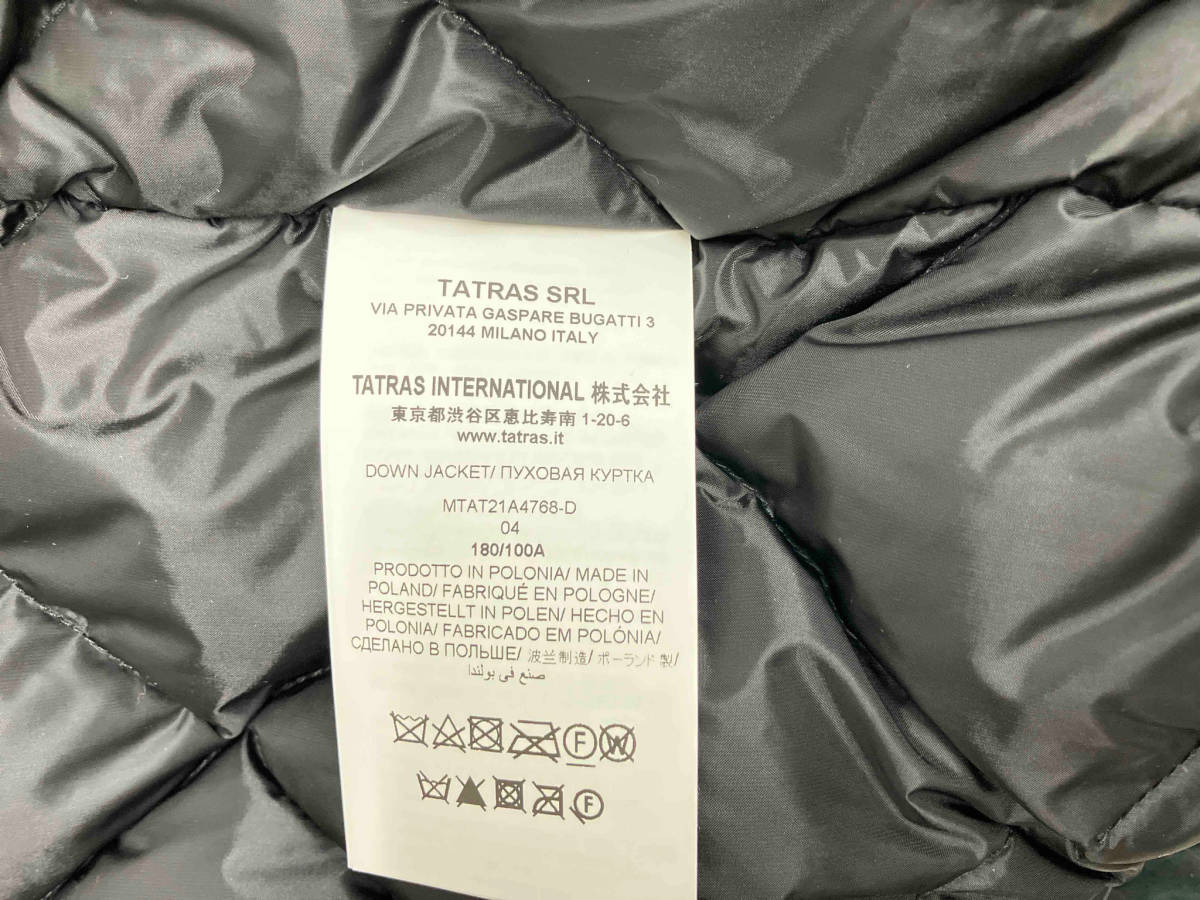 TATRAS SRL
VIA PRIVATA GASPARE BUGATTI 3
20144 MILANO ITALY
TATRAS INTERNATIONAL 株式会社
東京都渋谷区恵比寿南 1-20-6
www.tatras.it
DOWN JACKET/ ПУХОВАЯ КУРТКА
MTAT21A4768-D
04
180/100A
PRODOTTO IN POLONIA/ MADE IN
POLAND/ FABRIQUÉ EN POLOGNE/
HERGESTELLT IN POLEN/ HECHO EN
POLONIA/ FABRICADO EM POLÓNIA/
СДЕЛАНО В ПОЛЬШЕ/ 波兰制造/ ポーランド製/
صنع في بولندا
F W
F